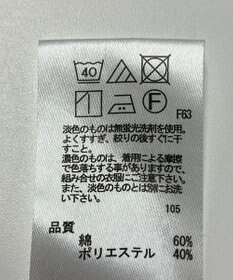 40
F
F63
淡色のものは無蛍光洗剤を使用。
よくすすぎ、絞りの後すぐに干
すこと。
濃色のものは、着用による摩擦
で色落ちする事がありますので、
組み合せの衣服にご注意下さい。
また、淡色のものとは別にお洗
い下さい。
105
品質
綿 60%
ポリエステル 40%